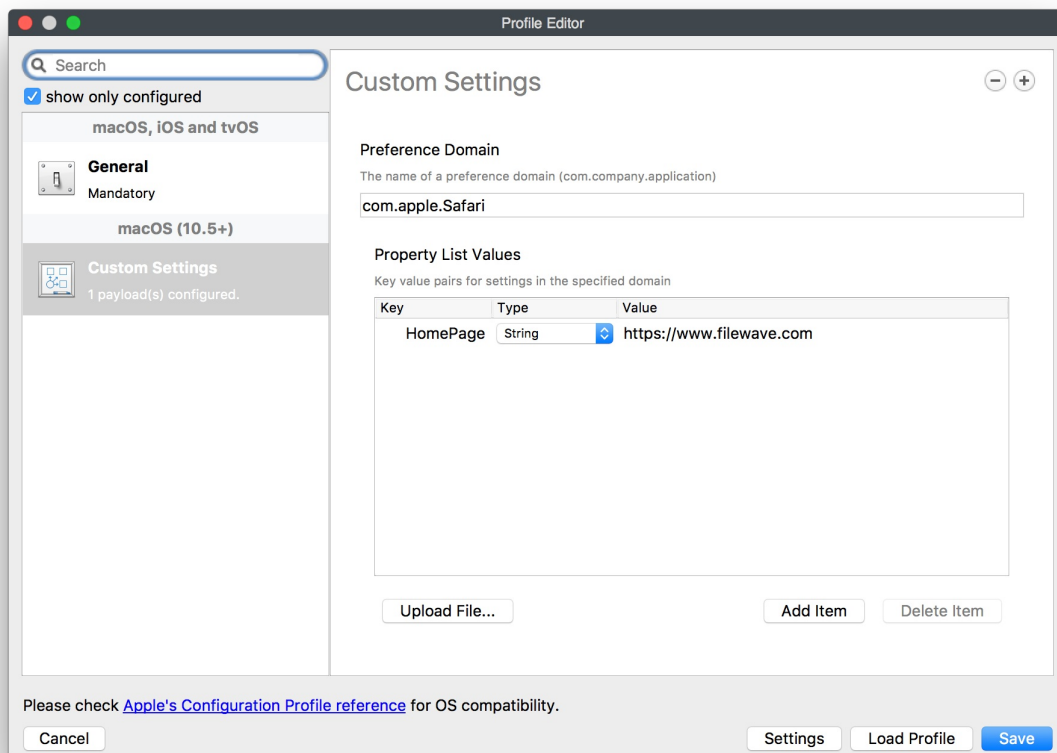 Profile Editor
Search
show only configured
macOS, iOS and tvOS
General
Mandatory
macOS (10.5+)
Custom Settings
1 payload(s) configured.
Custom Settings
Preference Domain
The name of a preference domain (com.company.application)
com.apple.Safari
Property List Values
Key value pairs for settings in the specified domain
Key Type Value
HomePage String https://www.filewave.com
Upload File... Add Item Delete Item
Please check Apple's Configuration Profile reference for OS compatibility.
Cancel Settings Load Profile Save